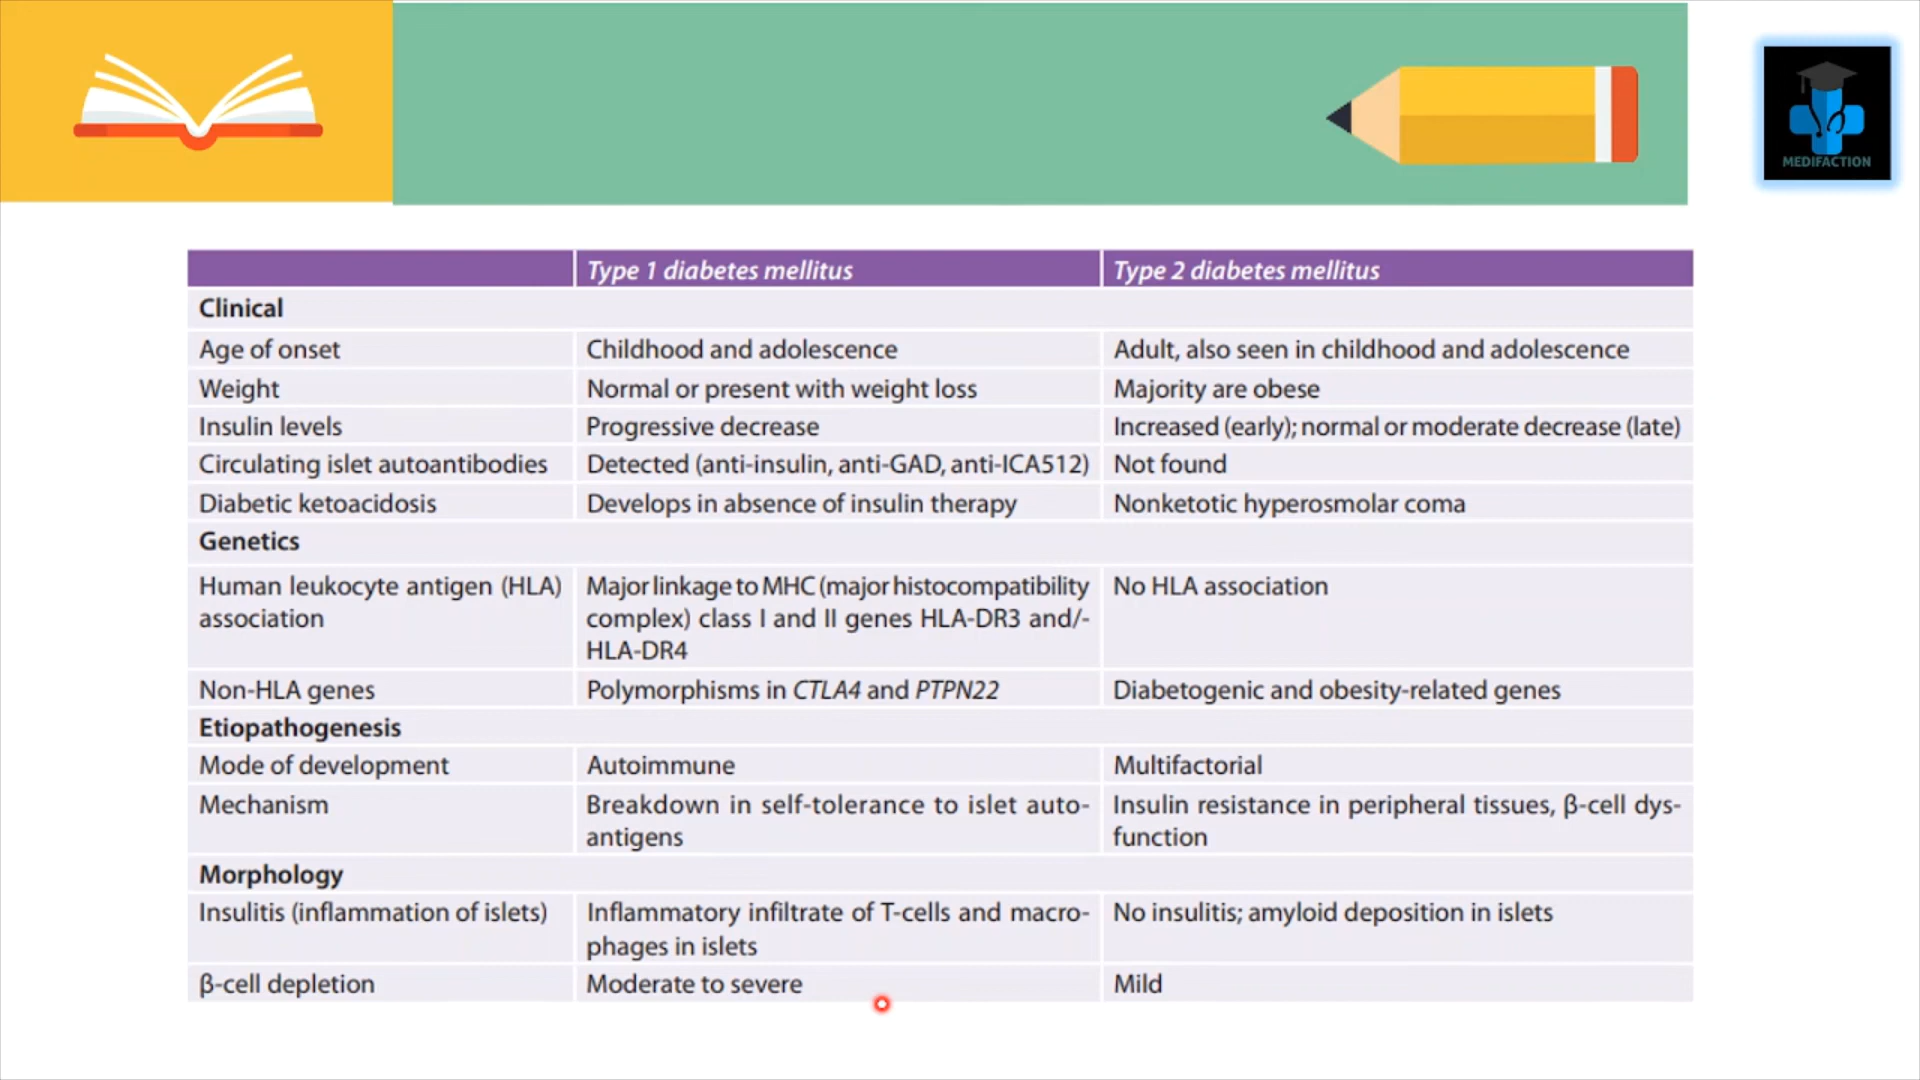 MEDIFACTION
Type 1 diabetes mellitus Type 2 diabetes mellitus
Clinical
Age of onset Childhood and adolescence Adult, also seen in childhood and adolescence
Weight Normal or present with weight loss Majority are obese
Insulin levels Progressive decrease Increased (early); normal or moderate decrease (late)
Circulating islet autoantibodies Detected (anti-insulin, anti-GAD, anti-ICA512) Not found
Diabetic ketoacidosis Develops in absence of insulin therapy Nonketotic hyperosmolar coma
Genetics
Human leukocyte antigen (HLA) Major linkage to MHC (major histocompatibility No HLA association
association complex) class I and II genes HLA-DR3 and/-
HLA-DR4
Non-HLA genes Polymorphisms in CTLA4 and PTPN22 Diabetogenic and obesity-related genes
Etiopathogenesis
Mode of development Autoimmune Multifactorial
Mechanism Breakdown in self-tolerance to islet auto- Insulin resistance in peripheral tissues, β-cell dys-
antigens function
Morphology
Insulitis (inflammation of islets) Inflammatory infiltrate of T-cells and macro- No insulitis; amyloid deposition in islets
phages in islets
β-cell depletion Moderate to severe Mild